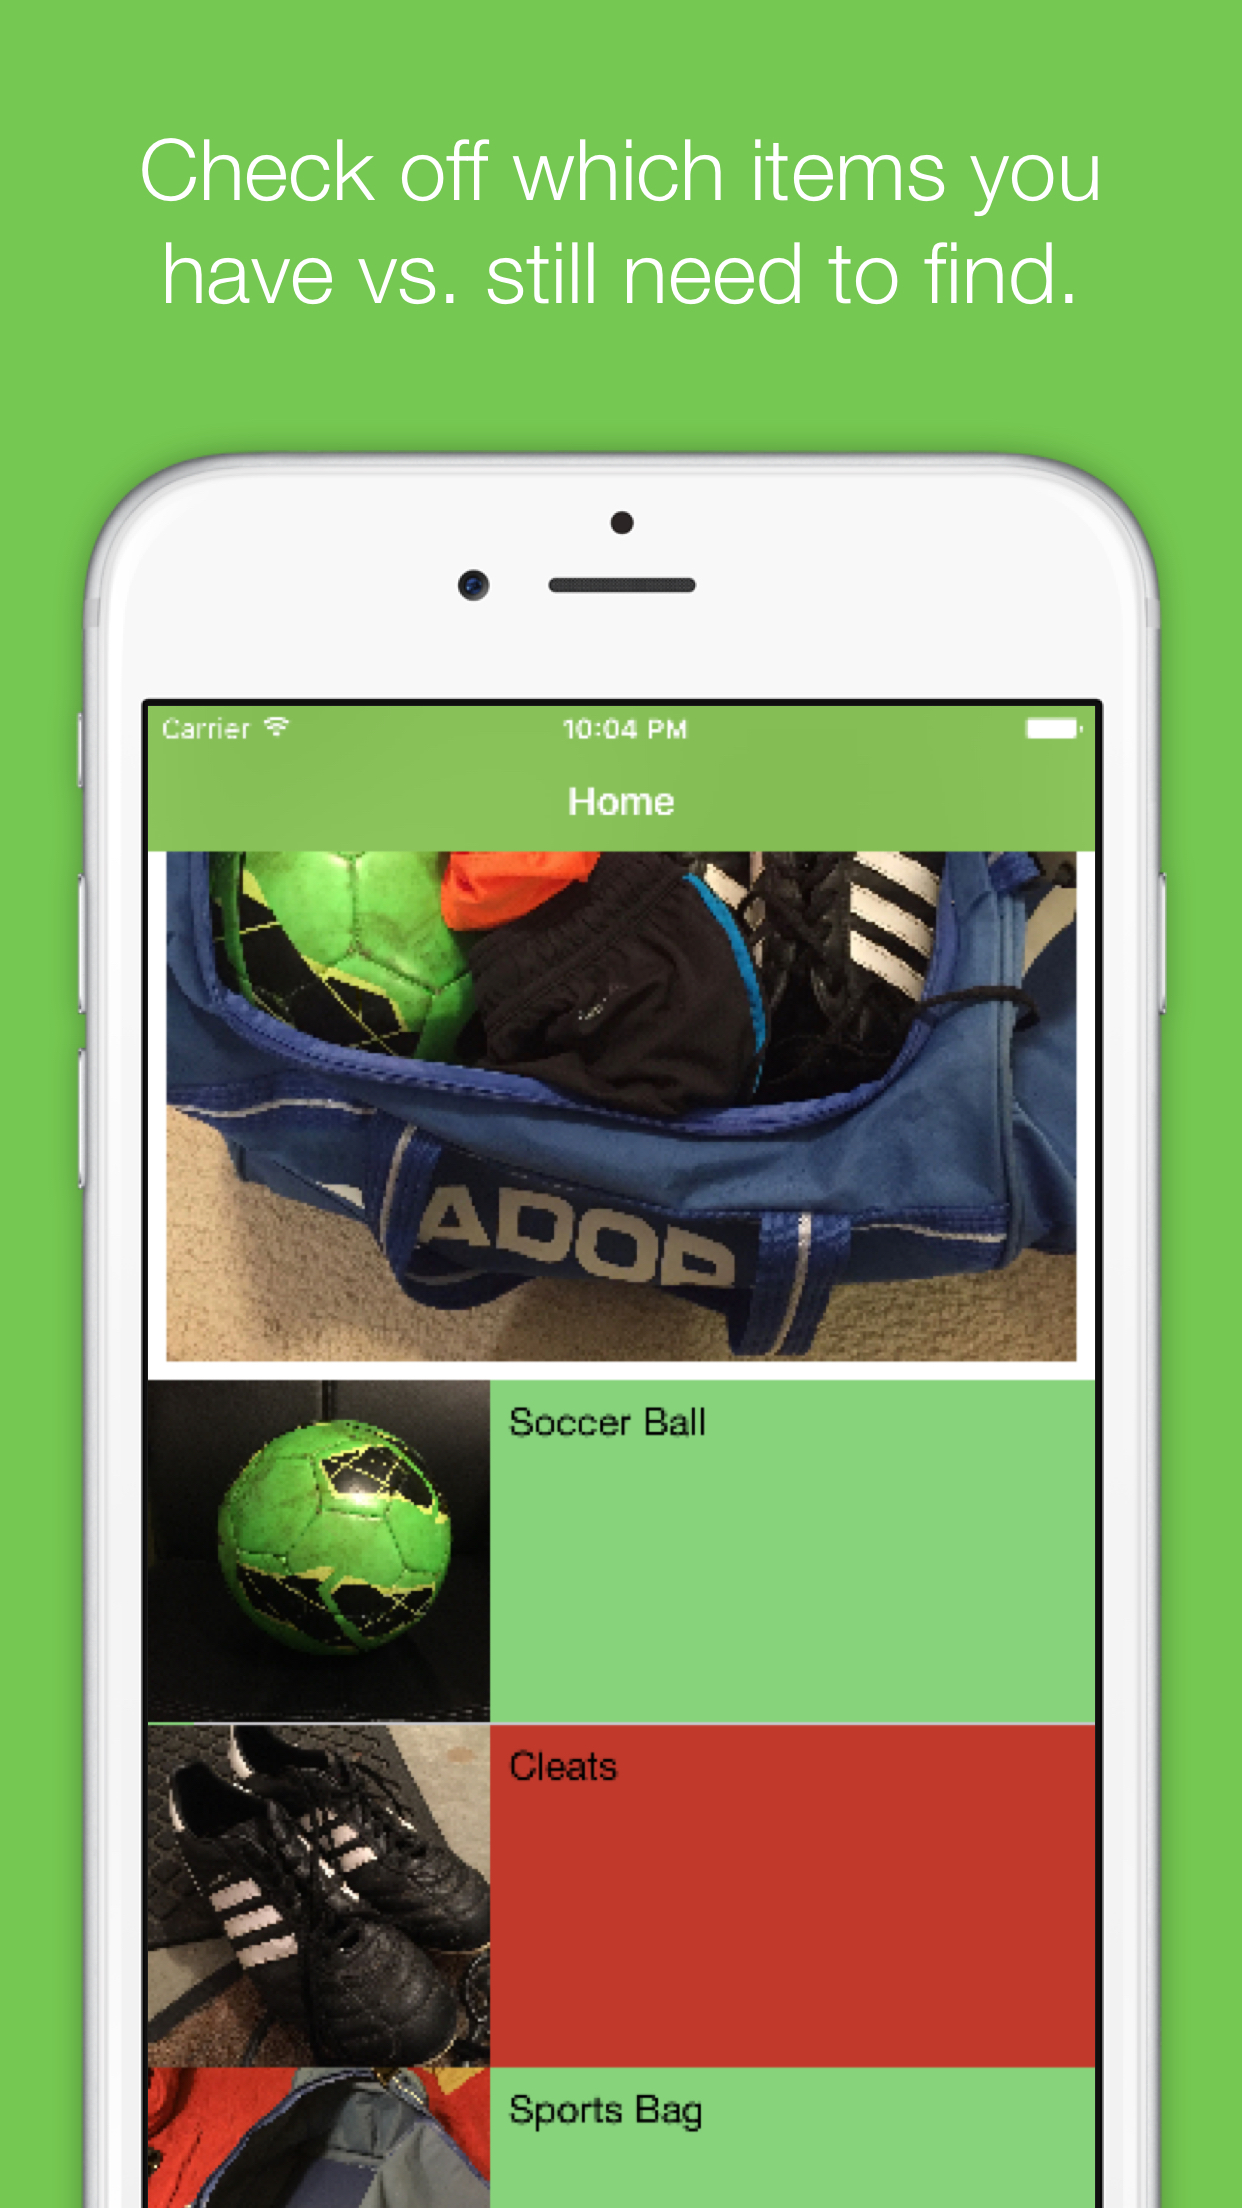 Check off which items you
have vs. still need to find.
Carrier
10:04 PM
Home
ADOR
Soccer Ball
Cleats
Sports Bag